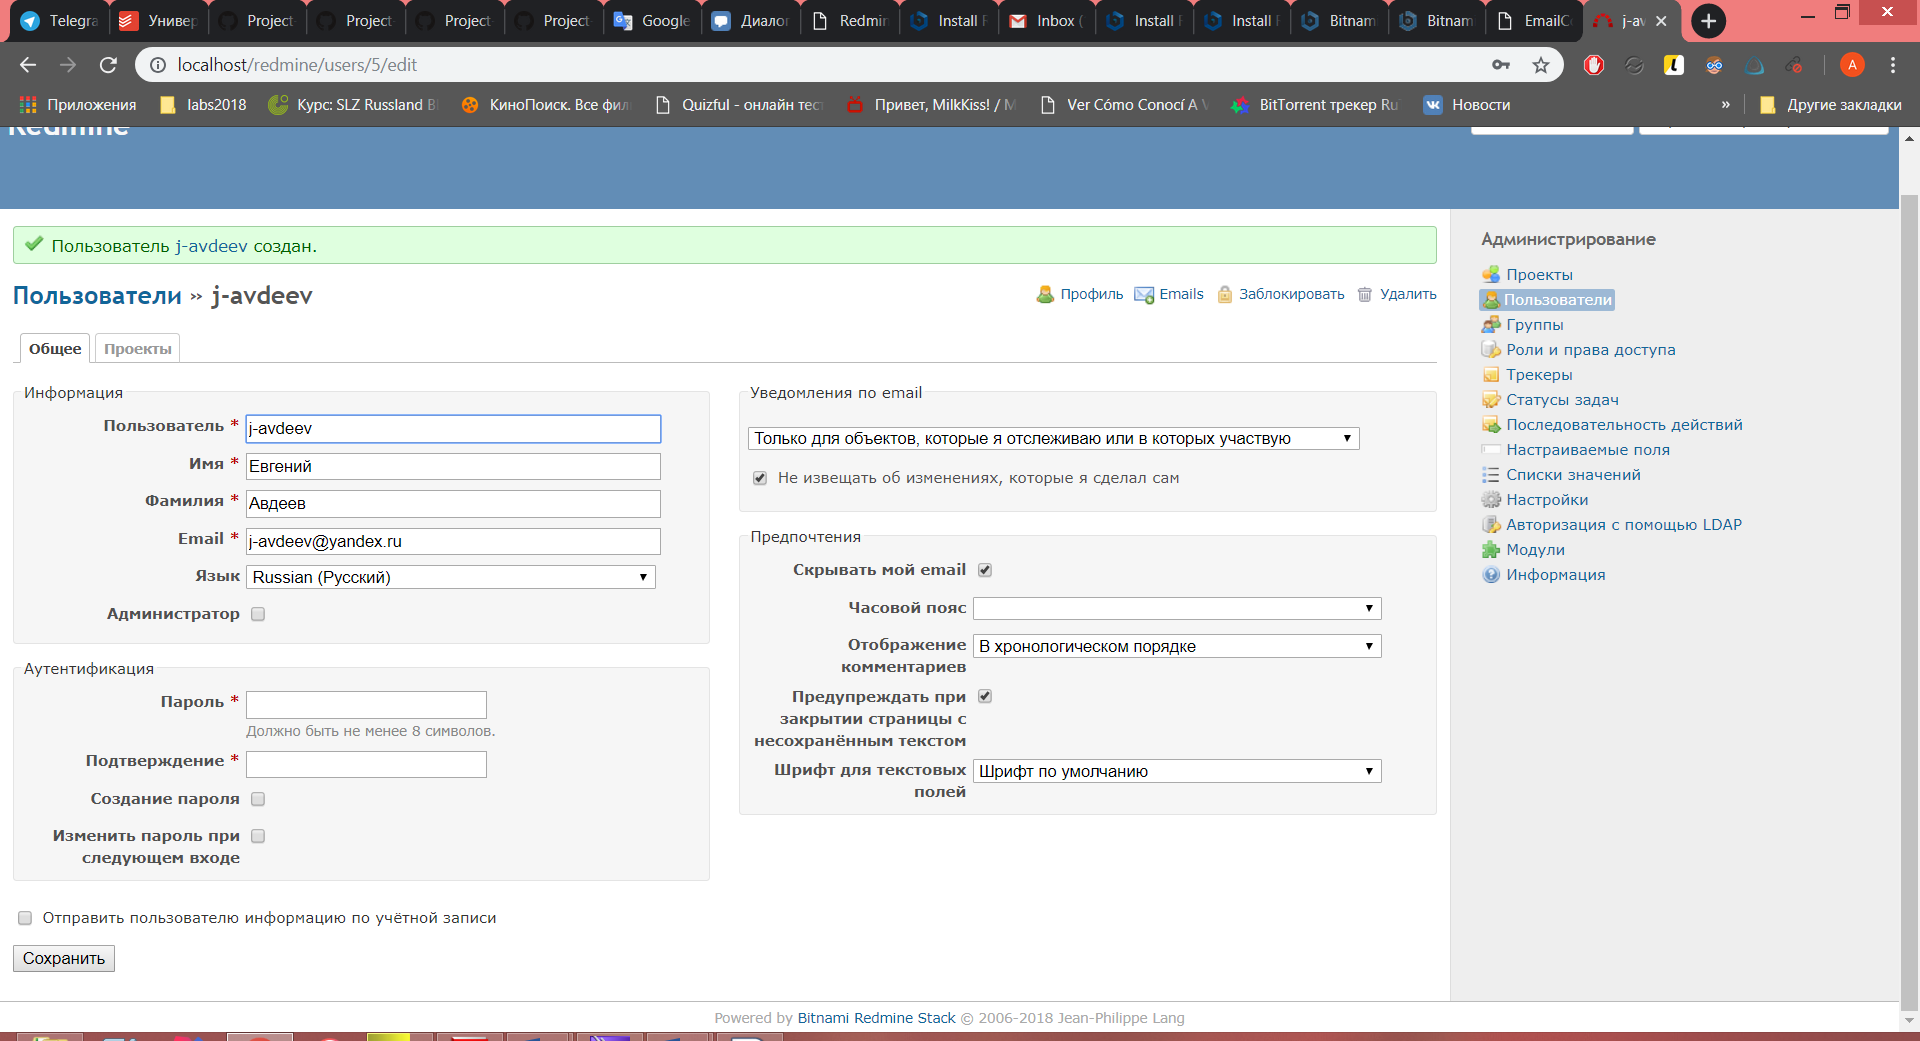 Telegra
Универ
Project
Project
Project
Project
Google
Диалог
Redmin
Install R
Inbox (
Install R
Install R
Bitnam
Bitnam
EmailCo
j-av
localhost/redmine/users/5/edit
A
Приложения
labs2018
Курс: SLZ Russland B
КиноПоиск. Все фил
Quizful - онлайн тест
Привет, MilkKiss! / М
Ver Cómo Conocí A V
BitTorrent трекер Ru
Новости
»
Другие закладки
Redmine
Пользователь j-avdeev создан.
Пользователи » j-avdeev
Профиль
Emails
Заблокировать
Удалить
Общее
Проекты
Информация
Пользователь * j-avdeev
Имя * Евгений
Фамилия * Авдеев
Email * j-avdeev@yandex.ru
Язык Russian (Русский)
Администратор
Аутентификация
Пароль *
Должно быть не менее 8 символов.
Подтверждение *
Создание пароля
Изменить пароль при
следующем входе
Уведомления по email
Только для объектов, которые я отслеживаю или в которых участвую
Не извещать об изменениях, которые я сделал сам
Предпочтения
Скрывать мой email
Часовой пояс
Отображение
комментариев
В хронологическом порядке
Предупреждать при
закрытии страницы с
несохранённым текстом
Шрифт для текстовых
полей
Шрифт по умолчанию
Отправить пользователю информацию по учётной записи
Сохранить
Администрирование
Проекты
Пользователи
Группы
Роли и права доступа
Трекеры
Статусы задач
Последовательность действий
Настраиваемые поля
Списки значений
Настройки
Авторизация с помощью LDAP
Модули
Информация
Powered by Bitnami Redmine Stack © 2006-2018 Jean-Philippe Lang